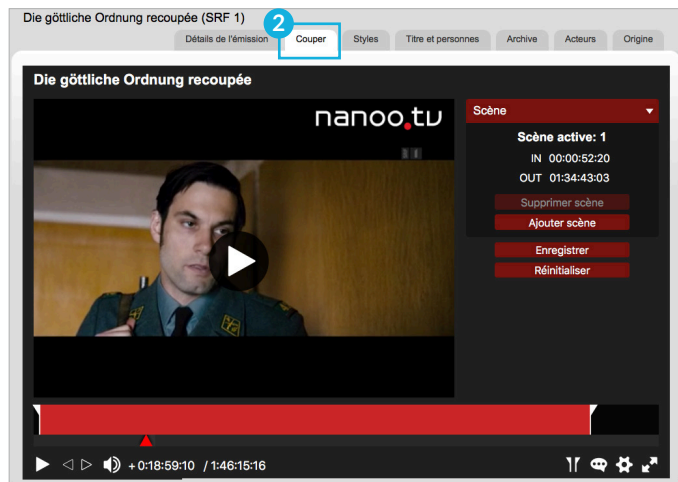 Die göttliche Ordnung recoupée (SRF 1)
2
Détails de l'émission Couper Styles Titre et personnes Archive Acteurs Origine
Die göttliche Ordnung recoupée
nanoo.tv
Scène
Scène active: 1
IN 00:00:52:20
OUT 01:34:43:03
Supprimer scène
Ajouter scène
Enregistrer
Réinitialiser
+0:18:59:10 / 1:46:15:16